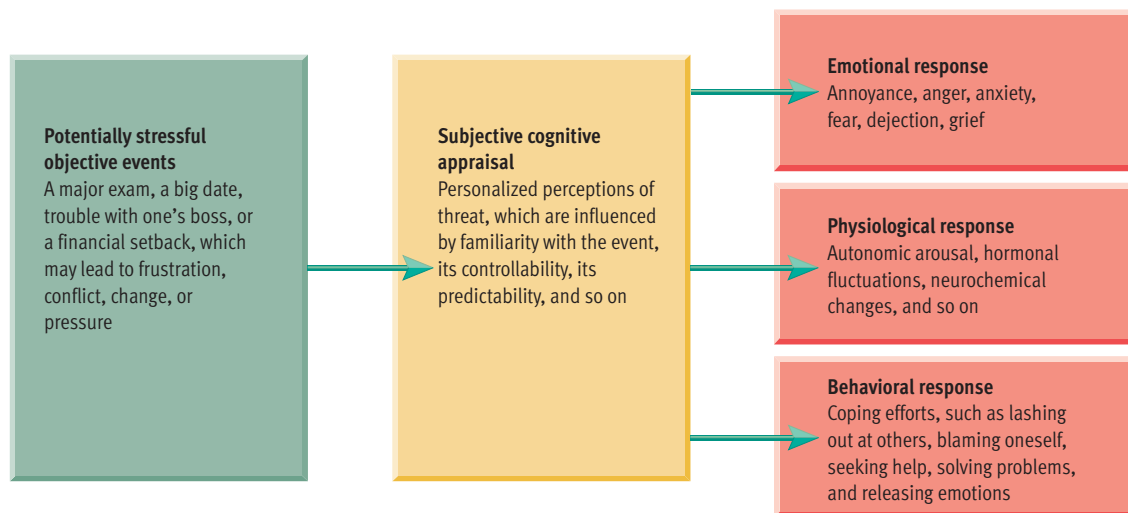 Potentially stressful
objective events
A major exam, a big date,
trouble with one’s boss, or
a financial setback, which
may lead to frustration,
conflict, change, or
pressure
Subjective cognitive
appraisal
Personalized perceptions of
threat, which are influenced
by familiarity with the event,
its controllability, its
predictability, and so on
Emotional response
Annoyance, anger, anxiety,
fear, dejection, grief
Physiological response
Autonomic arousal, hormonal
fluctuations, neurochemical
changes, and so on
Behavioral response
Coping efforts, such as lashing
out at others, blaming oneself,
seeking help, solving problems,
and releasing emotions